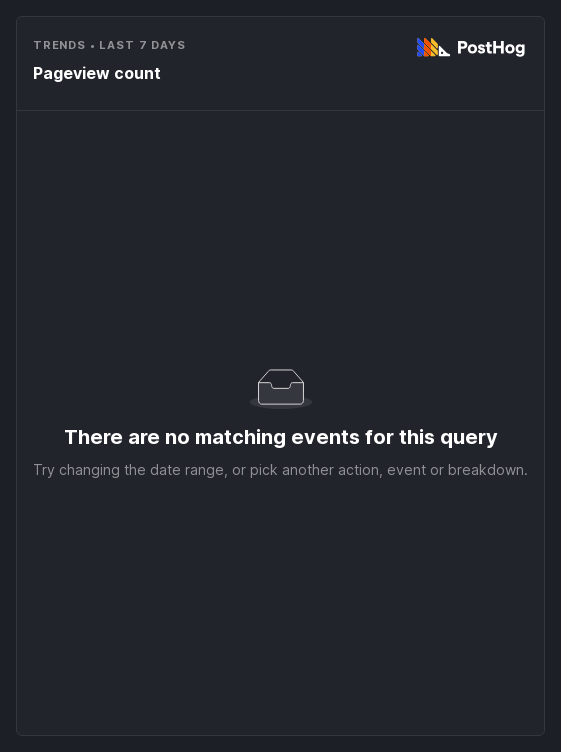 TRENDS • LAST 7 DAYS
PostHog
Pageview count
There are no matching events for this query
Try changing the date range, or pick another action, event or breakdown.